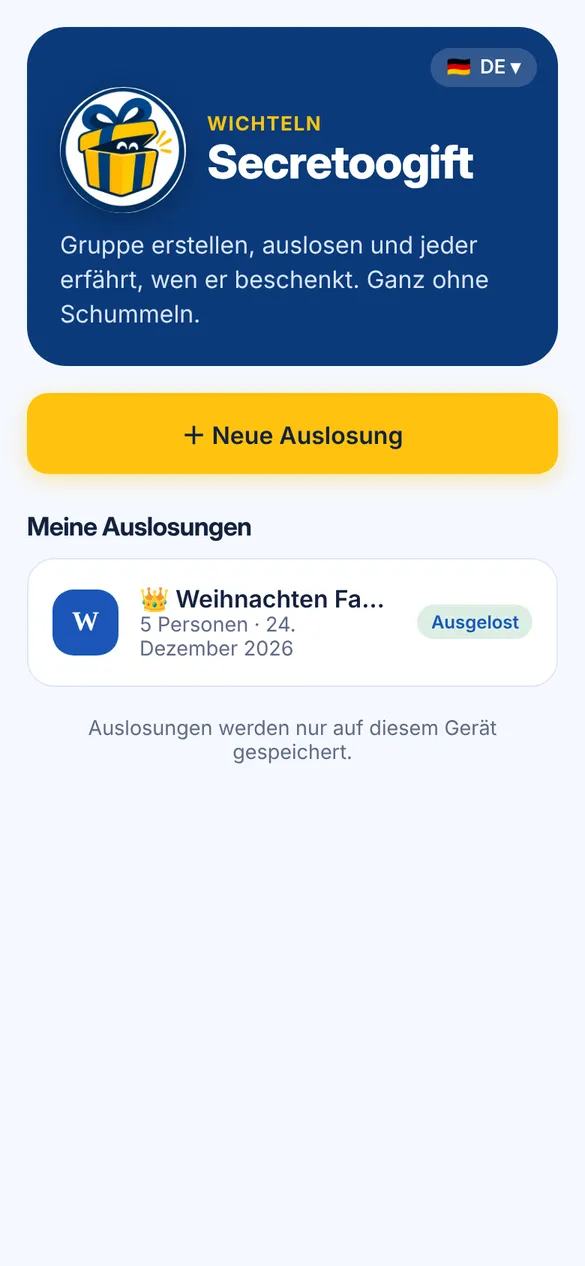 🇩🇪 DE ▾
WICHTELN
Secretoogift
Gruppe erstellen, auslosen und jeder
erfährt, wen er beschenkt. Ganz ohne
Schummeln.
+ Neue Auslosung
Meine Auslosungen
W
👑 Weihnachten Fa...
5 Personen · 24.
Dezember 2026
Ausgelost
Auslosungen werden nur auf diesem Gerät
gespeichert.